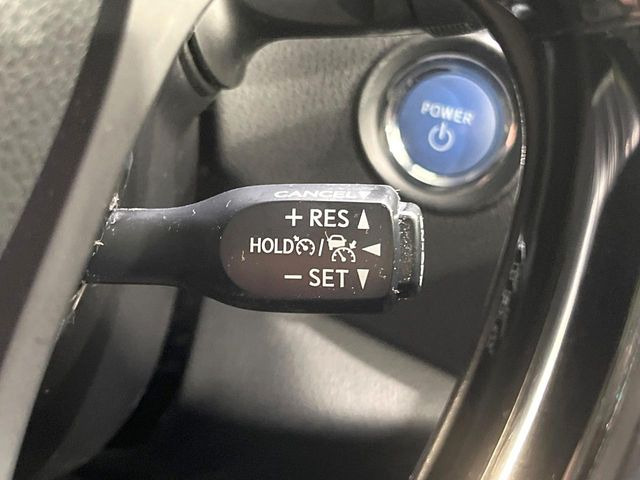 POWER
CANCEL
+ RES ▲
HOLD / ◀
− SET ▼